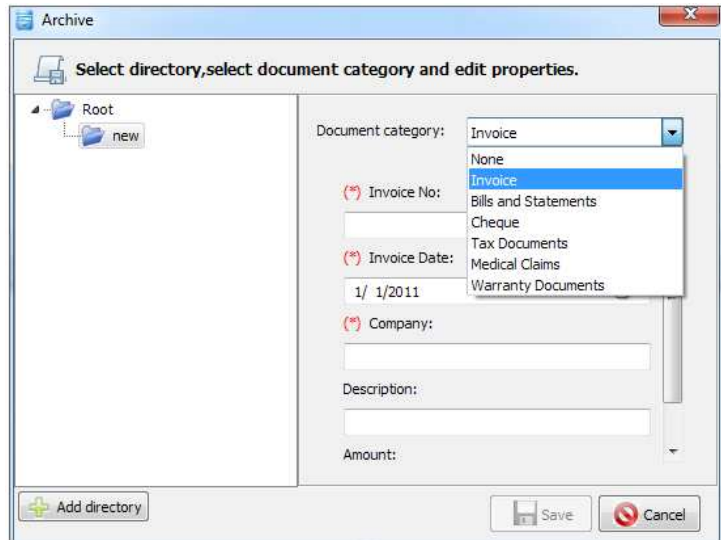 Archive
Select directory,select document category and edit properties.
Root
new
Document category:
Invoice
None
Invoice
Bills and Statements
Cheque
Tax Documents
Medical Claims
Warranty Documents
(*) Invoice No:
(*) Invoice Date:
1/ 1/2011
(*) Company:
Description:
Amount:
Add directory
Save
Cancel